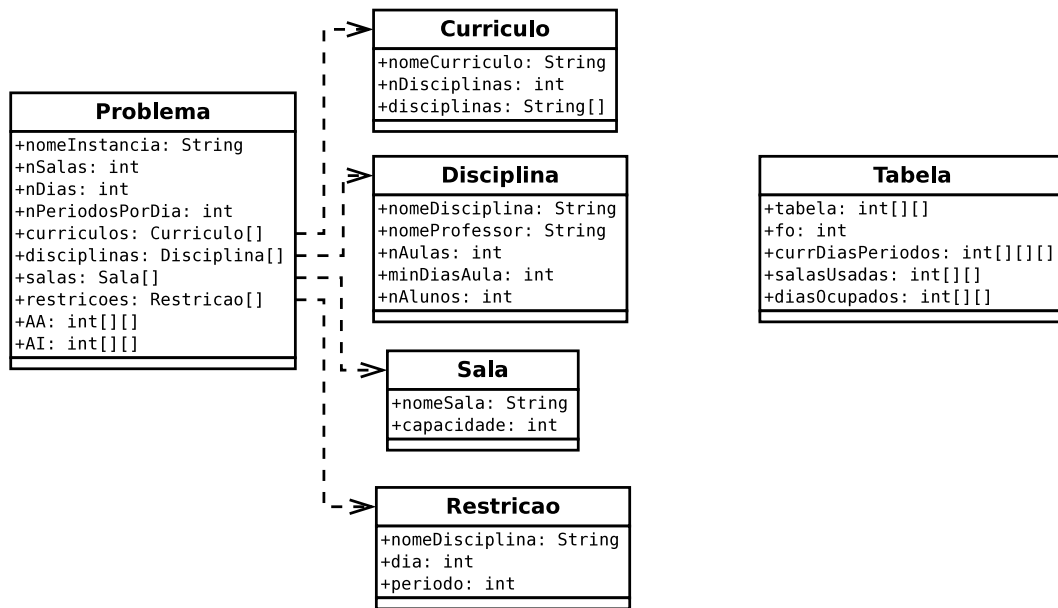 Problema
+nomeInstancia: String
+nSalas: int
+nDias: int
+nPeriodosPorDia: int
+curriculos: Curriculo[]
+disciplinas: Disciplina[]
+salas: Sala[]
+restricoes: Restricao[]
+AA: int[][]
+AI: int[][]
Curriculo
+nomeCurriculo: String
+nDisciplinas: int
+disciplinas: String[]
Disciplina
+nomeDisciplina: String
+nomeProfessor: String
+nAulas: int
+minDiasAula: int
+nAlunos: int
Sala
+nomeSala: String
+capacidade: int
Restricao
+nomeDisciplina: String
+dia: int
+periodo: int
Tabela
+tabela: int[][]
+fo: int
+currDiasPeriodos: int[][][]
+salasUsadas: int[][]
+diasOcupados: int[][]